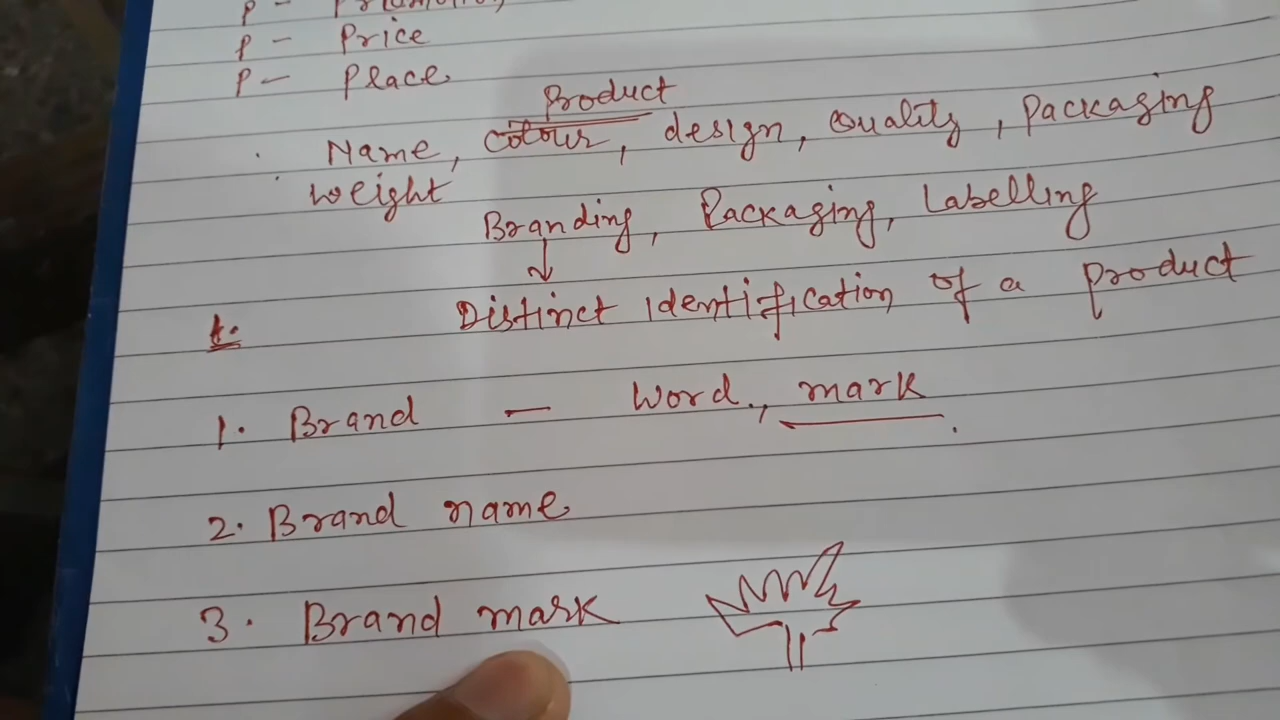 P - Promotion
P - Price
P - Place
Product
Name, colour, design, Quality, Packaging
weight
Branding, Packaging, Labelling
Distinct identification of a product
1. Brand - Word, mark.
2. Brand name
3. Brand mark